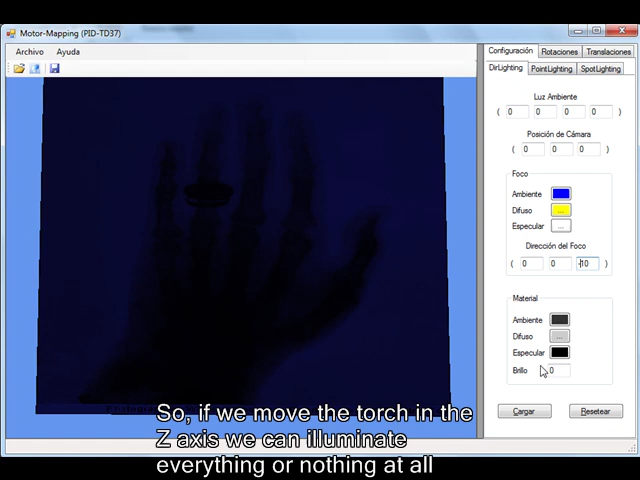 Motor-Mapping (PID-TD37)
Archivo Ayuda
Configuración Rotaciones Translaciones
DirLighting PointLighting SpotLighting
Luz Ambiente
( 0 0 0 0 )
Posición de Cámara
( 0 0 0 )
Foco
Ambiente
Difuso ...
Especular ...
Dirección del Foco
( 0 0 -10 )
Material
Ambiente
Difuso ...
Especular
Brillo 0
Cargar Resetear
So, if we move the torch in the
Z axis we can illuminate
everything or nothing at all